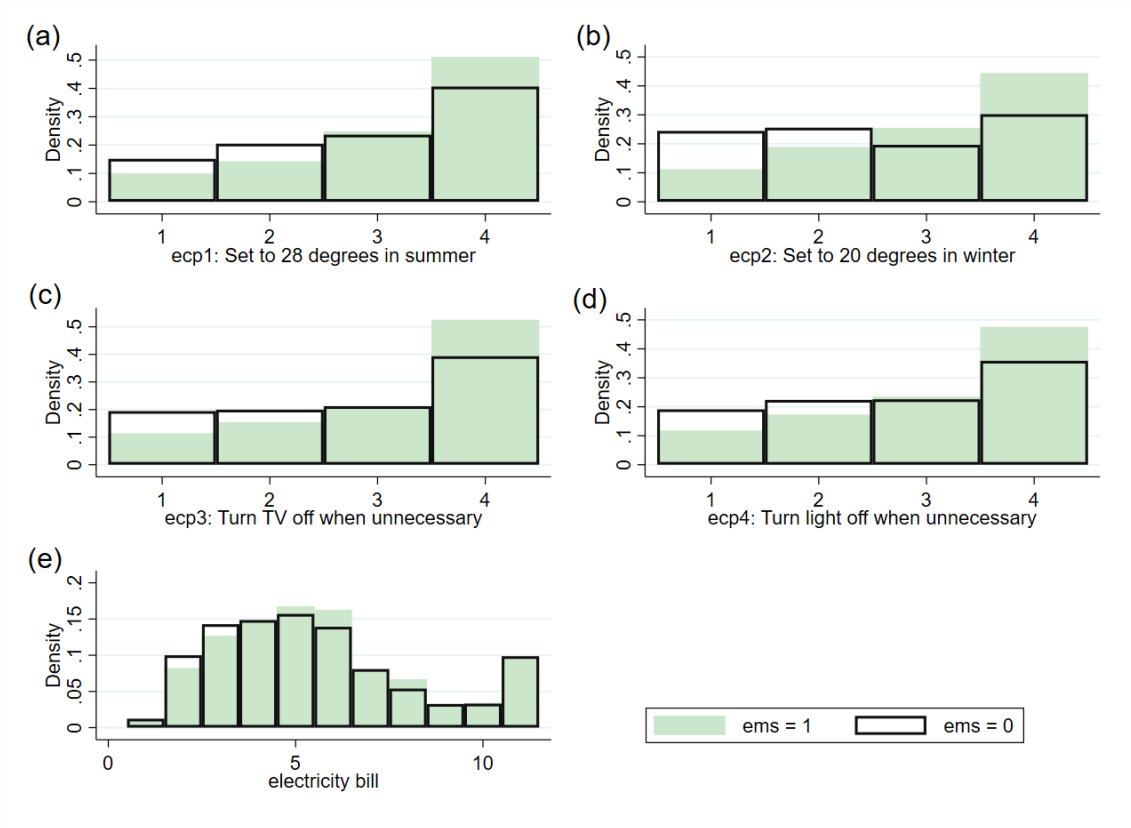 (a)
Density
0 .1 .2 .3 .4 .5
1 2 3 4
ecp1: Set to 28 degrees in summer
(b)
Density
0 .1 .2 .3 .4 .5
1 2 3 4
ecp2: Set to 20 degrees in winter
(c)
Density
0 .1 .2 .3 .4 .5
1 2 3 4
ecp3: Turn TV off when unnecessary
(d)
Density
0 .1 .2 .3 .4 .5
1 2 3 4
ecp4: Turn light off when unnecessary
(e)
Density
0 .05 .1 .15 .2
0 5 10
electricity bill
ems = 1 ems = 0